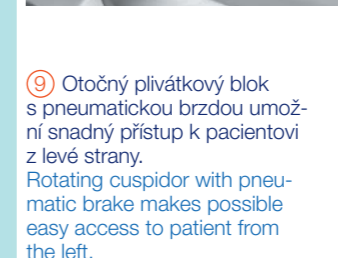 9 Otočný plivátkový blok
s pneumatickou brzdou umož-
ní snadný přístup k pacientovi
z levé strany.
Rotating cuspidor with pneu-
matic brake makes possible
easy access to patient from
the left.